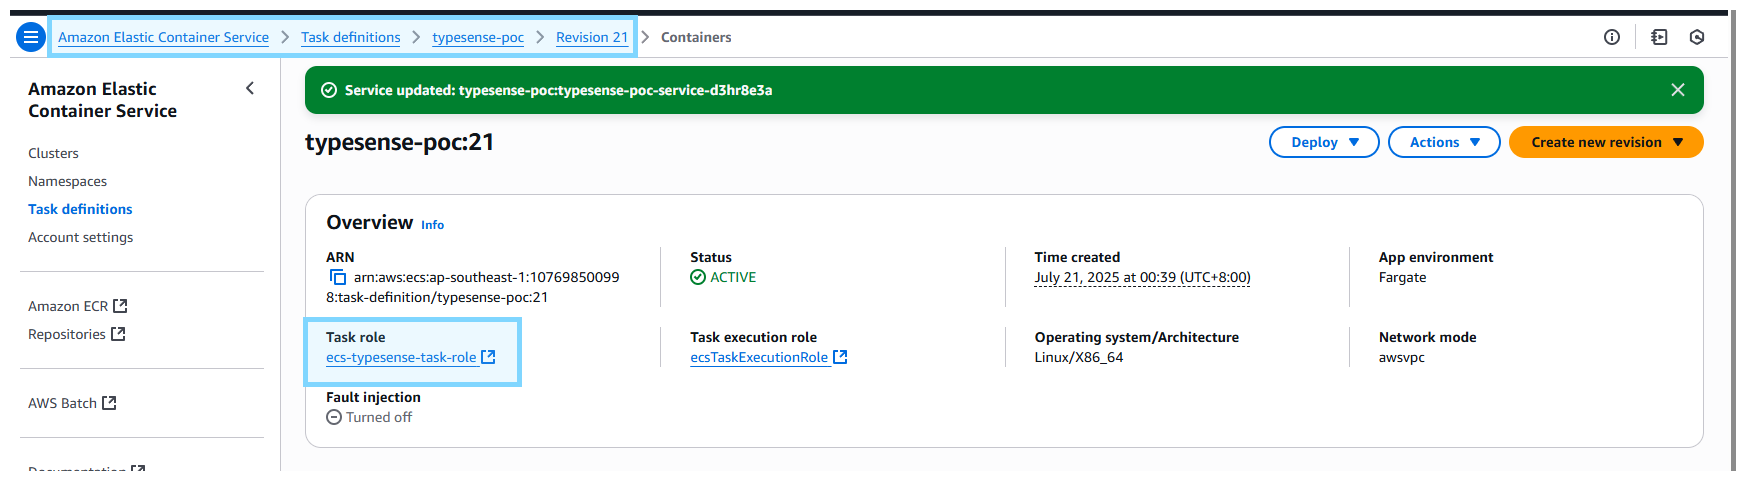 Amazon Elastic Container Service > Task definitions > typesense-poc > Revision 21 > Containers
Amazon Elastic
Container Service
Clusters
Namespaces
Task definitions
Account settings
Amazon ECR
Repositories
AWS Batch
Documentation
Service updated: typesense-poc:typesense-poc-service-d3hr8e3a
typesense-poc:21
Deploy
Actions
Create new revision
Overview Info
ARN
arn:aws:ecs:ap-southeast-1:10769850099
8:task-definition/typesense-poc:21
Status
ACTIVE
Time created
July 21, 2025 at 00:39 (UTC+8:00)
App environment
Fargate
Task role
ecs-typesense-task-role
Task execution role
ecsTaskExecutionRole
Operating system/Architecture
Linux/X86_64
Network mode
awsvpc
Fault injection
Turned off